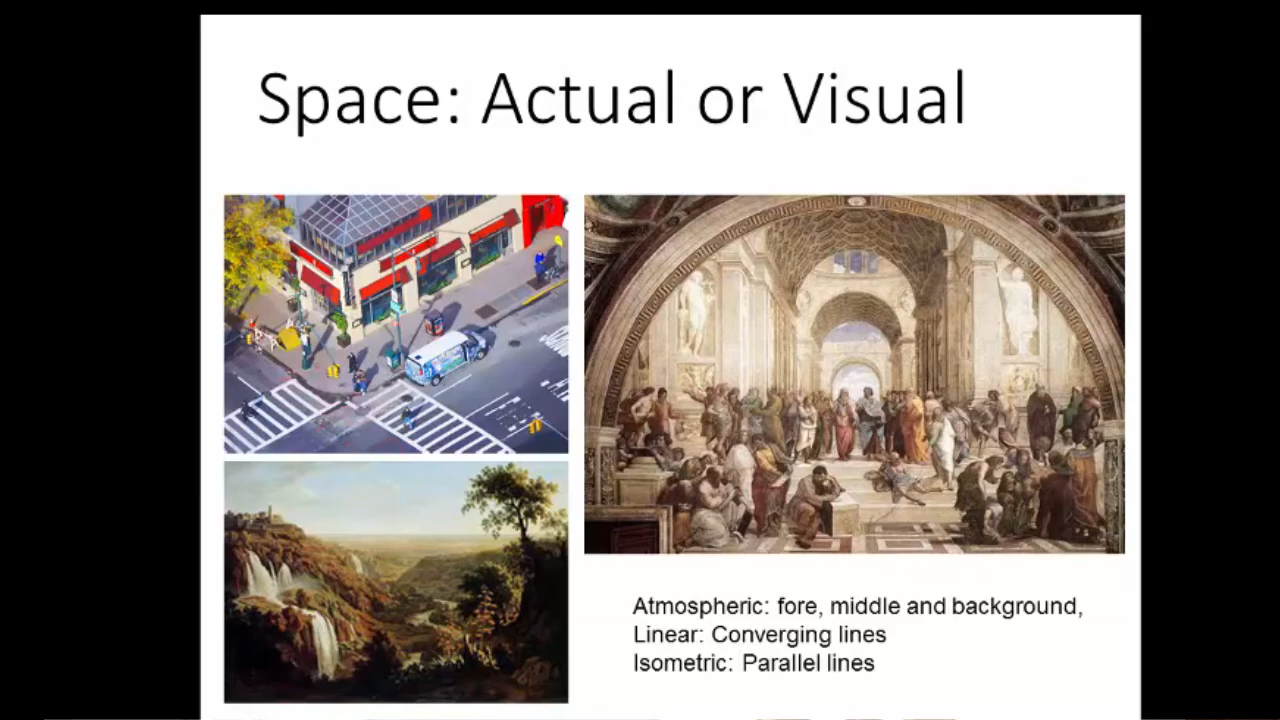 Space: Actual or Visual
Atmospheric: fore, middle and background,
Linear: Converging lines
Isometric: Parallel lines